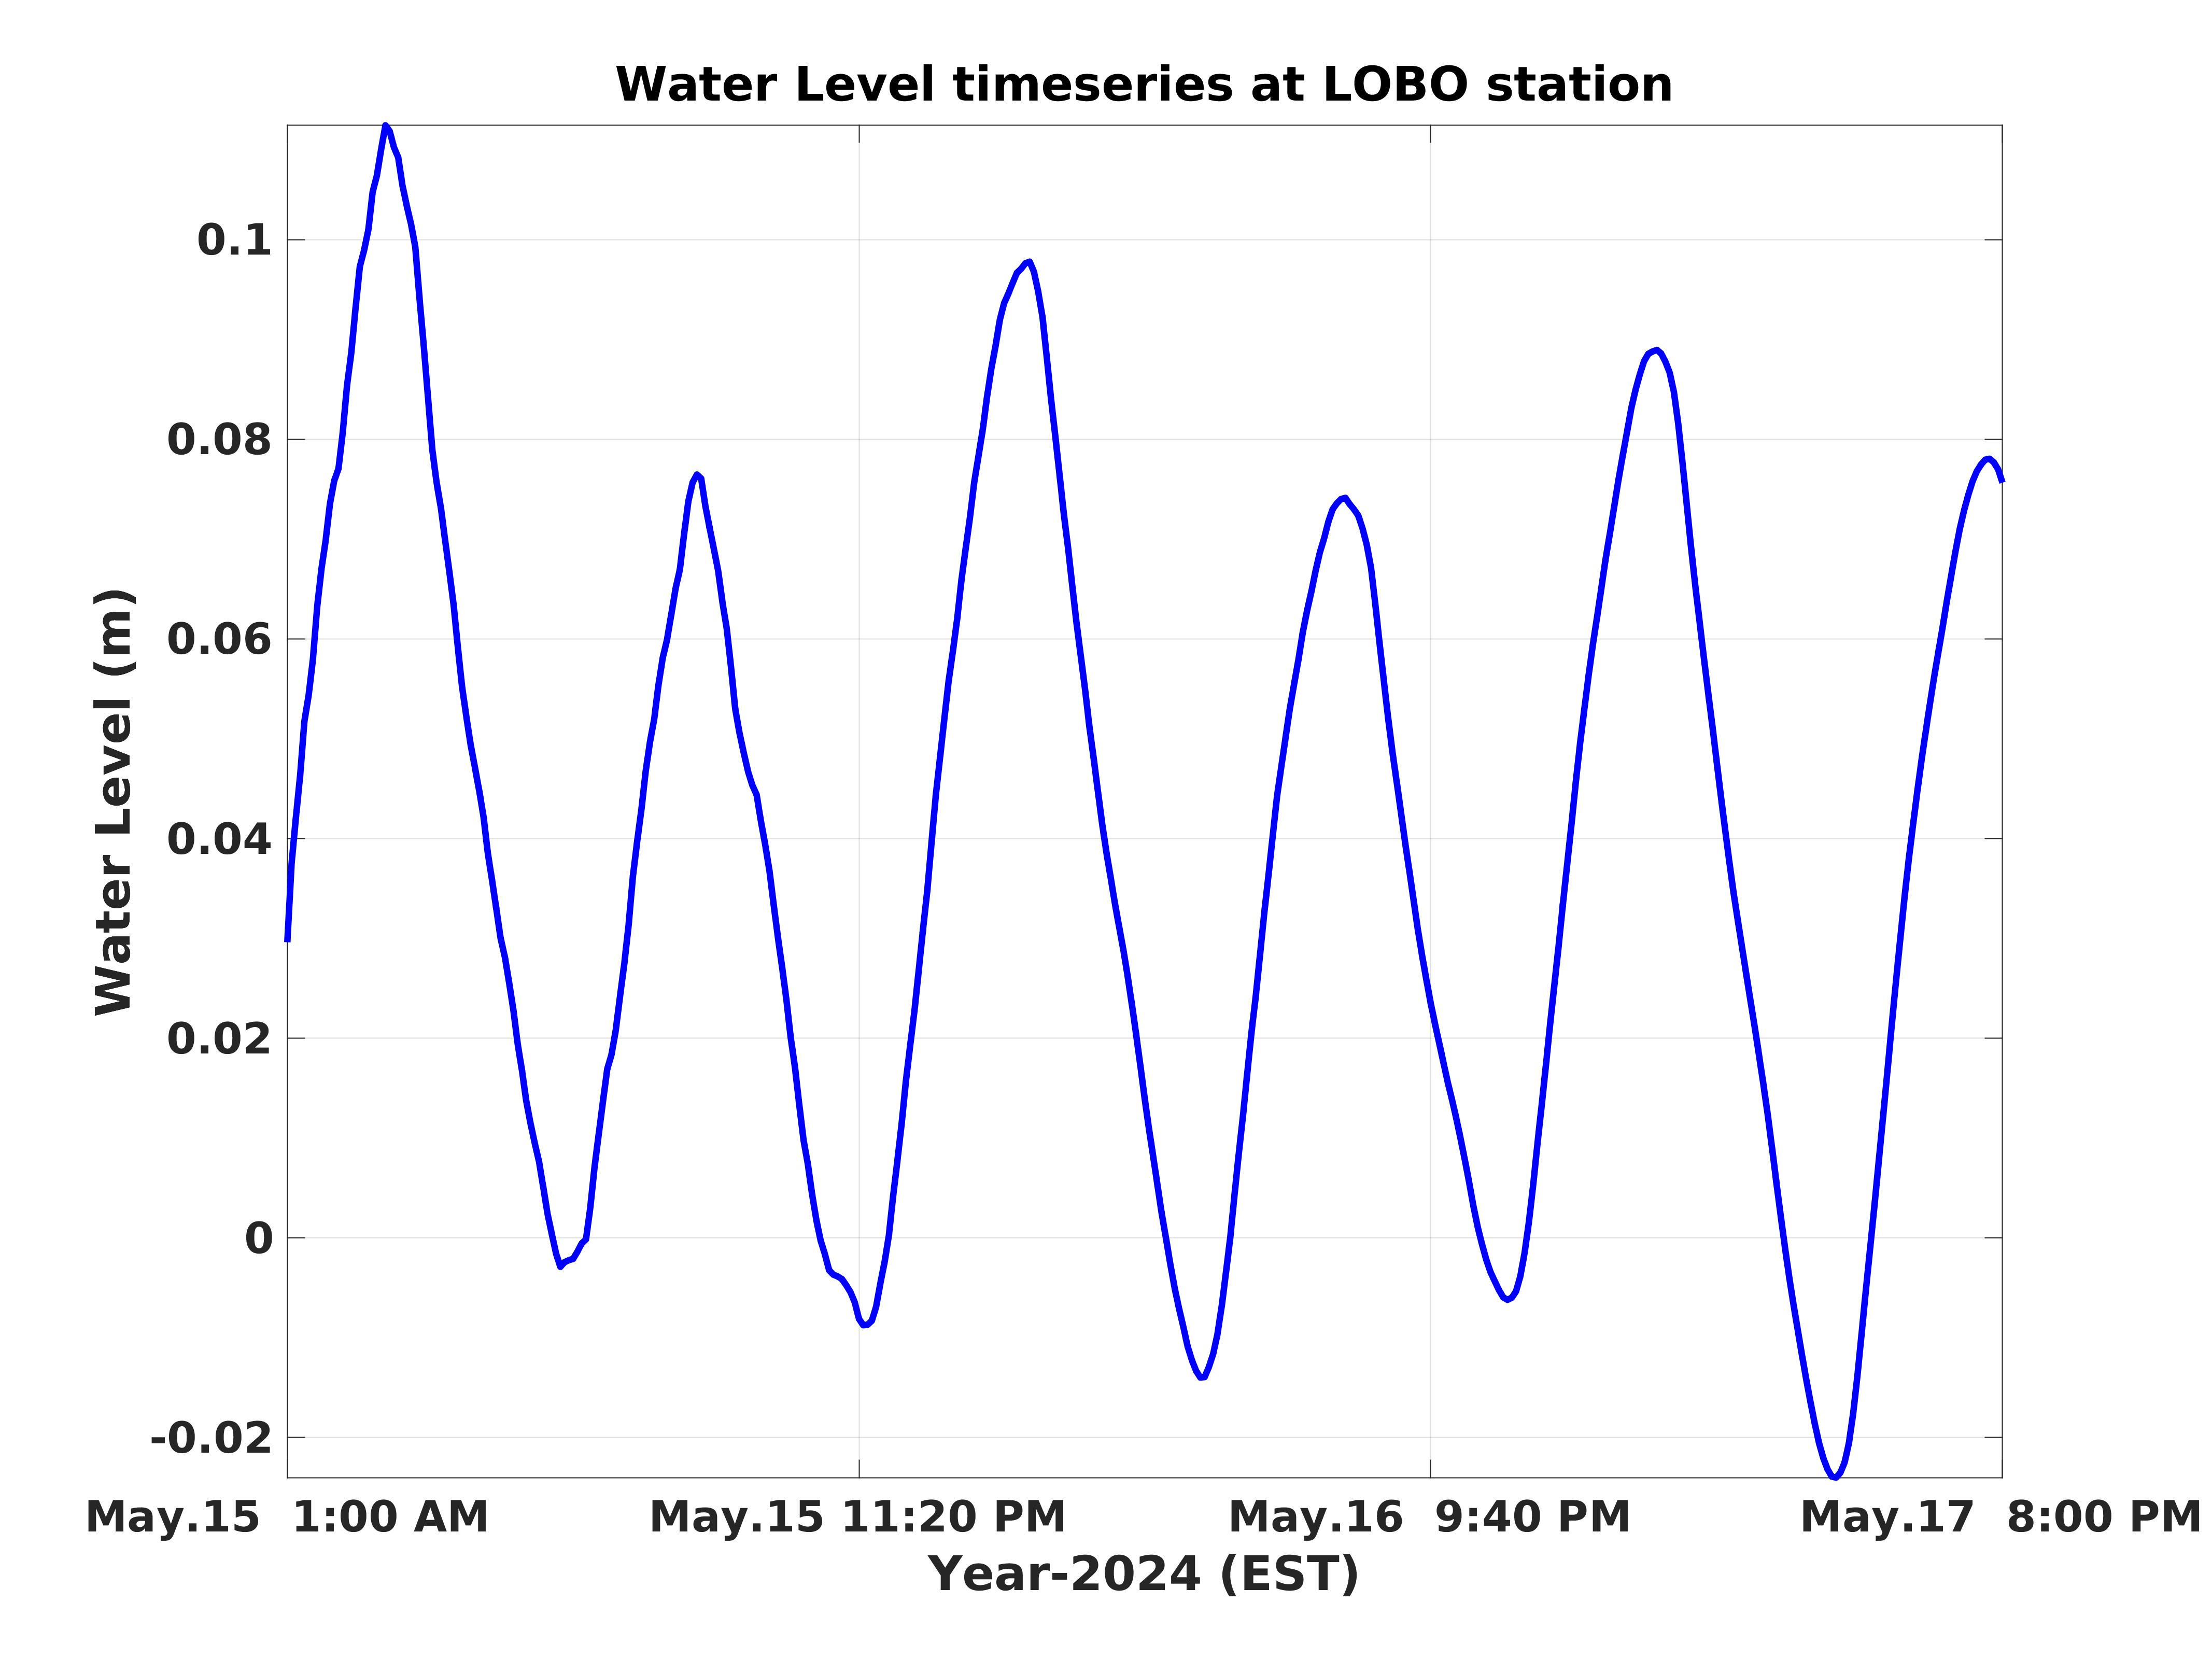 Water Level timeseries at LOBO station
Water Level (m)
0.1
0.08
0.06
0.04
0.02
0
-0.02
May.15  1:00 AM
May.15 11:20 PM
May.16  9:40 PM
May.17  8:00 PM
Year-2024 (EST)